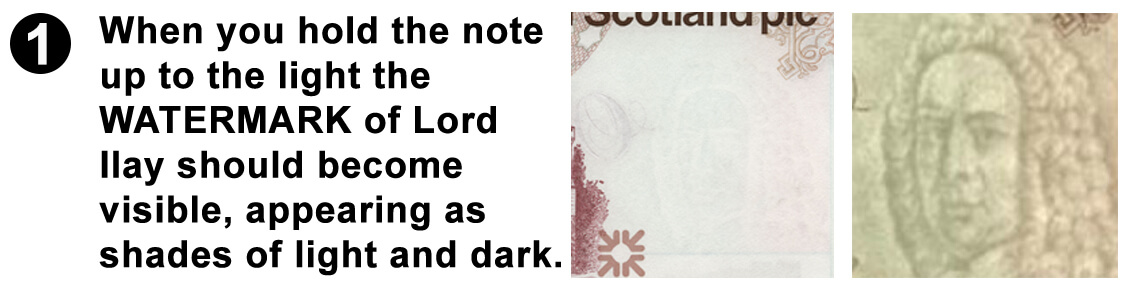 1
When you hold the note
up to the light the
WATERMARK of Lord
Ilay should become
visible, appearing as
shades of light and dark.
Scotland plc